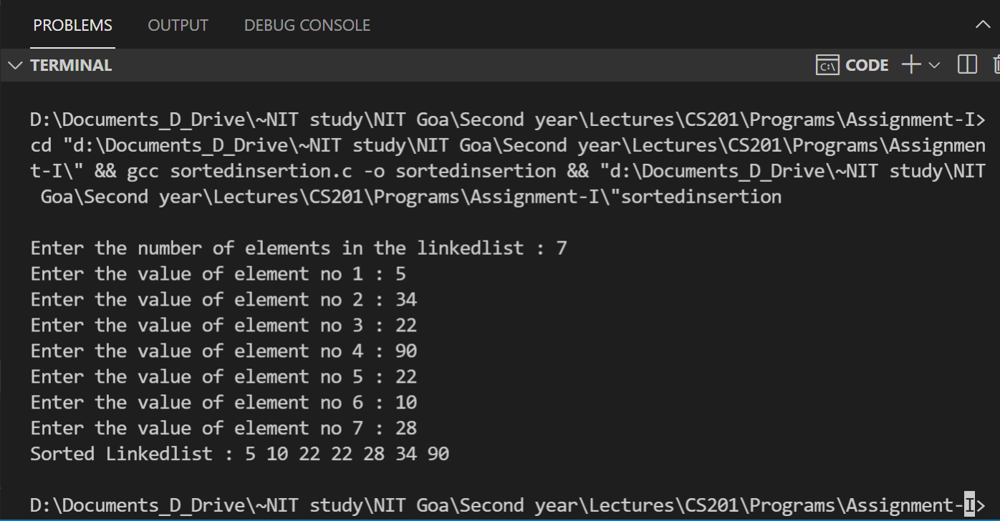 PROBLEMS OUTPUT DEBUG CONSOLE
TERMINAL C:\ CODE
D:\Documents_D_Drive\~NIT study\NIT Goa\Second year\Lectures\CS201\Programs\Assignment-I>
cd "d:\Documents_D_Drive\~NIT study\NIT Goa\Second year\Lectures\CS201\Programs\Assignmen
t-I\" && gcc sortedinsertion.c -o sortedinsertion && "d:\Documents_D_Drive\~NIT study\NIT
 Goa\Second year\Lectures\CS201\Programs\Assignment-I\"sortedinsertion
Enter the number of elements in the linkedlist : 7
Enter the value of element no 1 : 5
Enter the value of element no 2 : 34
Enter the value of element no 3 : 22
Enter the value of element no 4 : 90
Enter the value of element no 5 : 22
Enter the value of element no 6 : 10
Enter the value of element no 7 : 28
Sorted Linkedlist : 5 10 22 22 28 34 90
D:\Documents_D_Drive\~NIT study\NIT Goa\Second year\Lectures\CS201\Programs\Assignment-I>